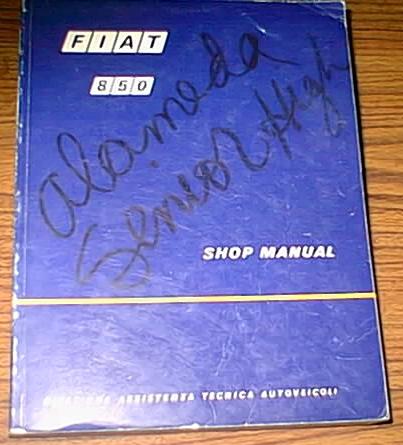 FIAT
850
Alameda
Senior High
SHOP MANUAL
DIREZIONE ASSISTENZA TECNICA AUTOVEICOLI